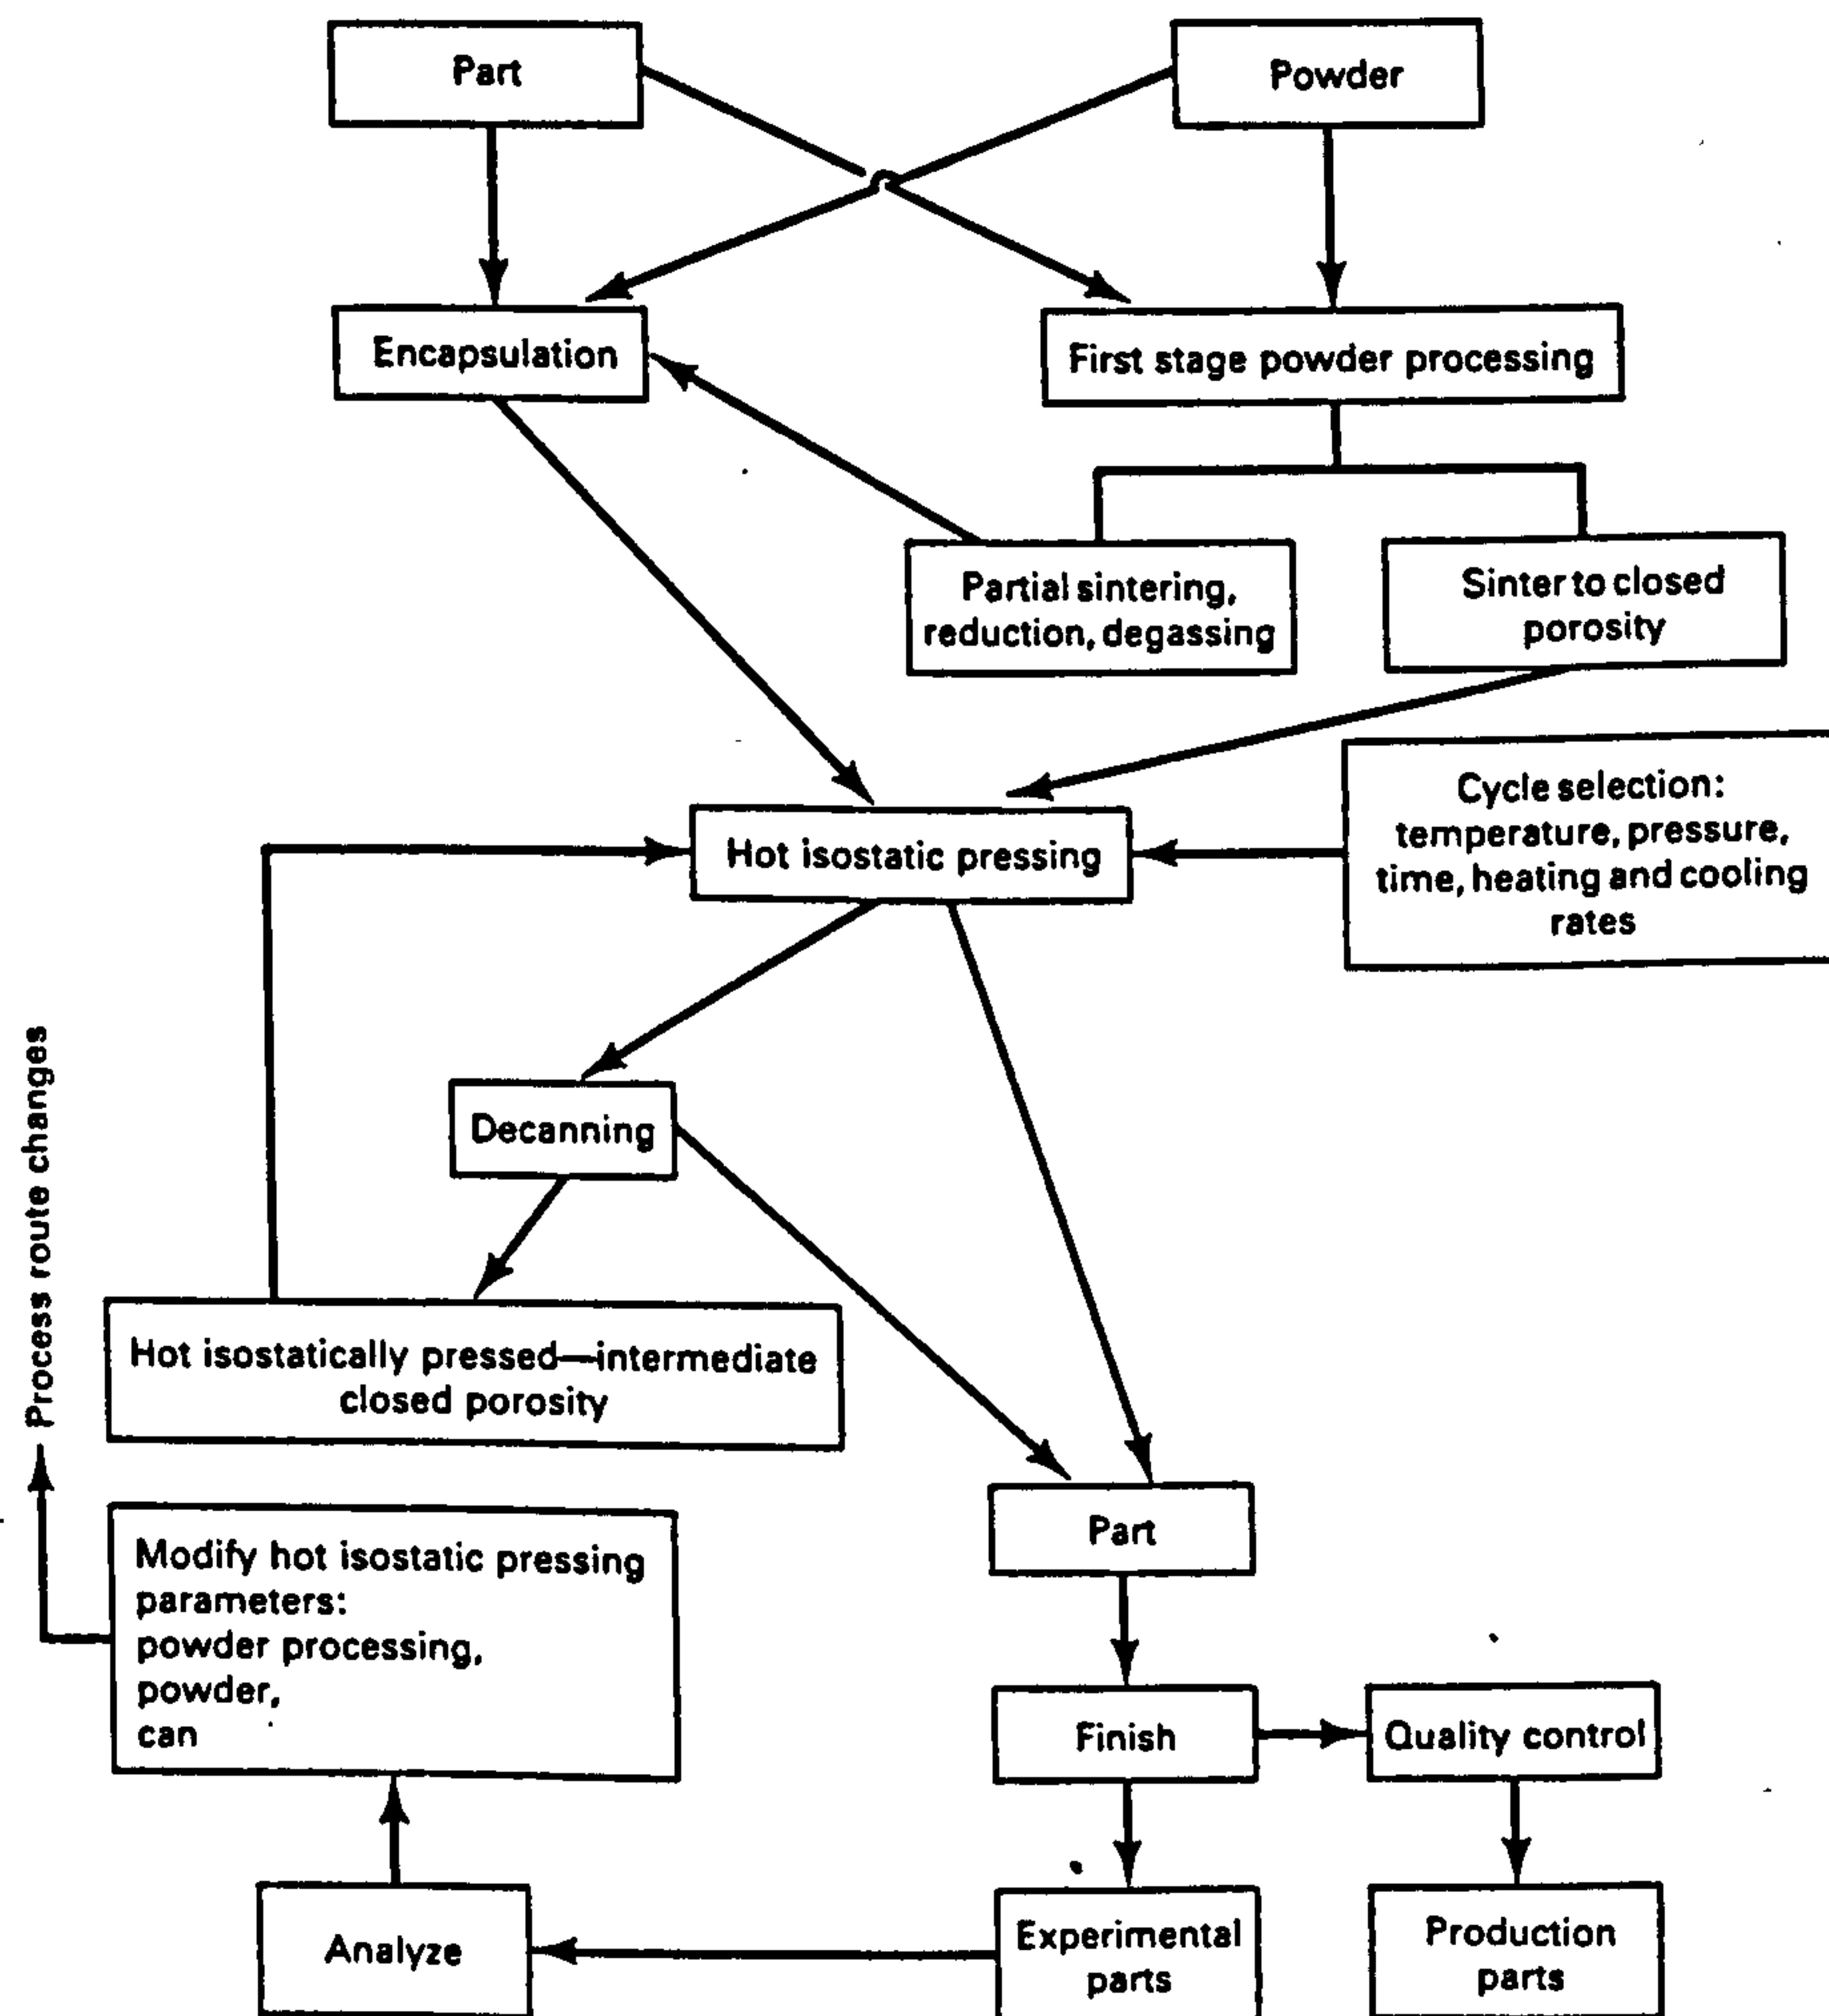 Part
Powder
Encapsulation
First stage powder processing
Partial sintering,
reduction, degassing
Sinter to closed
porosity
Cycle selection:
temperature, pressure,
time, heating and cooling
rates
Hot isostatic pressing
Decanning
Process route changes
Hot isostatically pressed—intermediate
closed porosity
Modify hot isostatic pressing
parameters:
powder processing,
powder,
can
Part
Finish
Quality control
Analyze
Experimental
parts
Production
parts